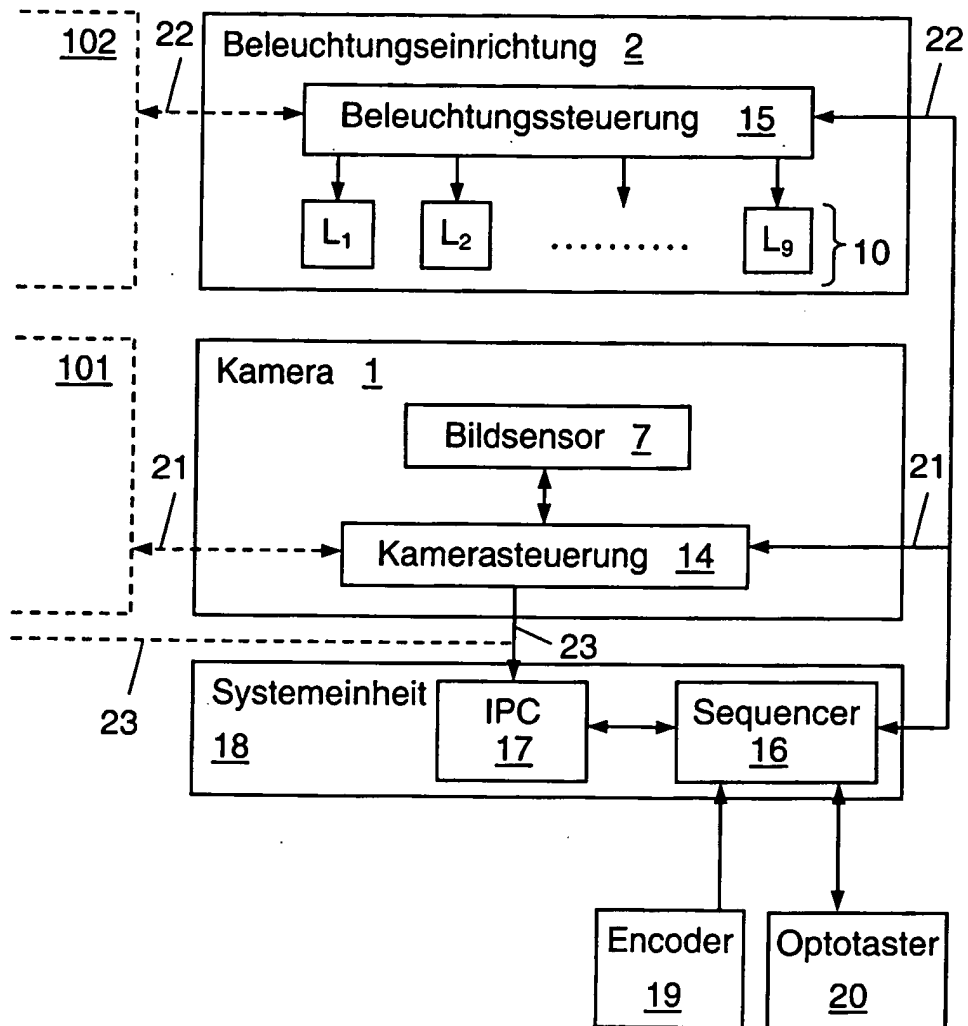 102
22
Beleuchtungseinrichtung 2
22
Beleuchtungssteuerung 15
L₁
L₂
..........
L₉
10
101
Kamera 1
Bildsensor 7
21
21
Kamerasteuerung 14
23
23
Systemeinheit
18
IPC
17
Sequencer
16
Encoder
19
Optotaster
20